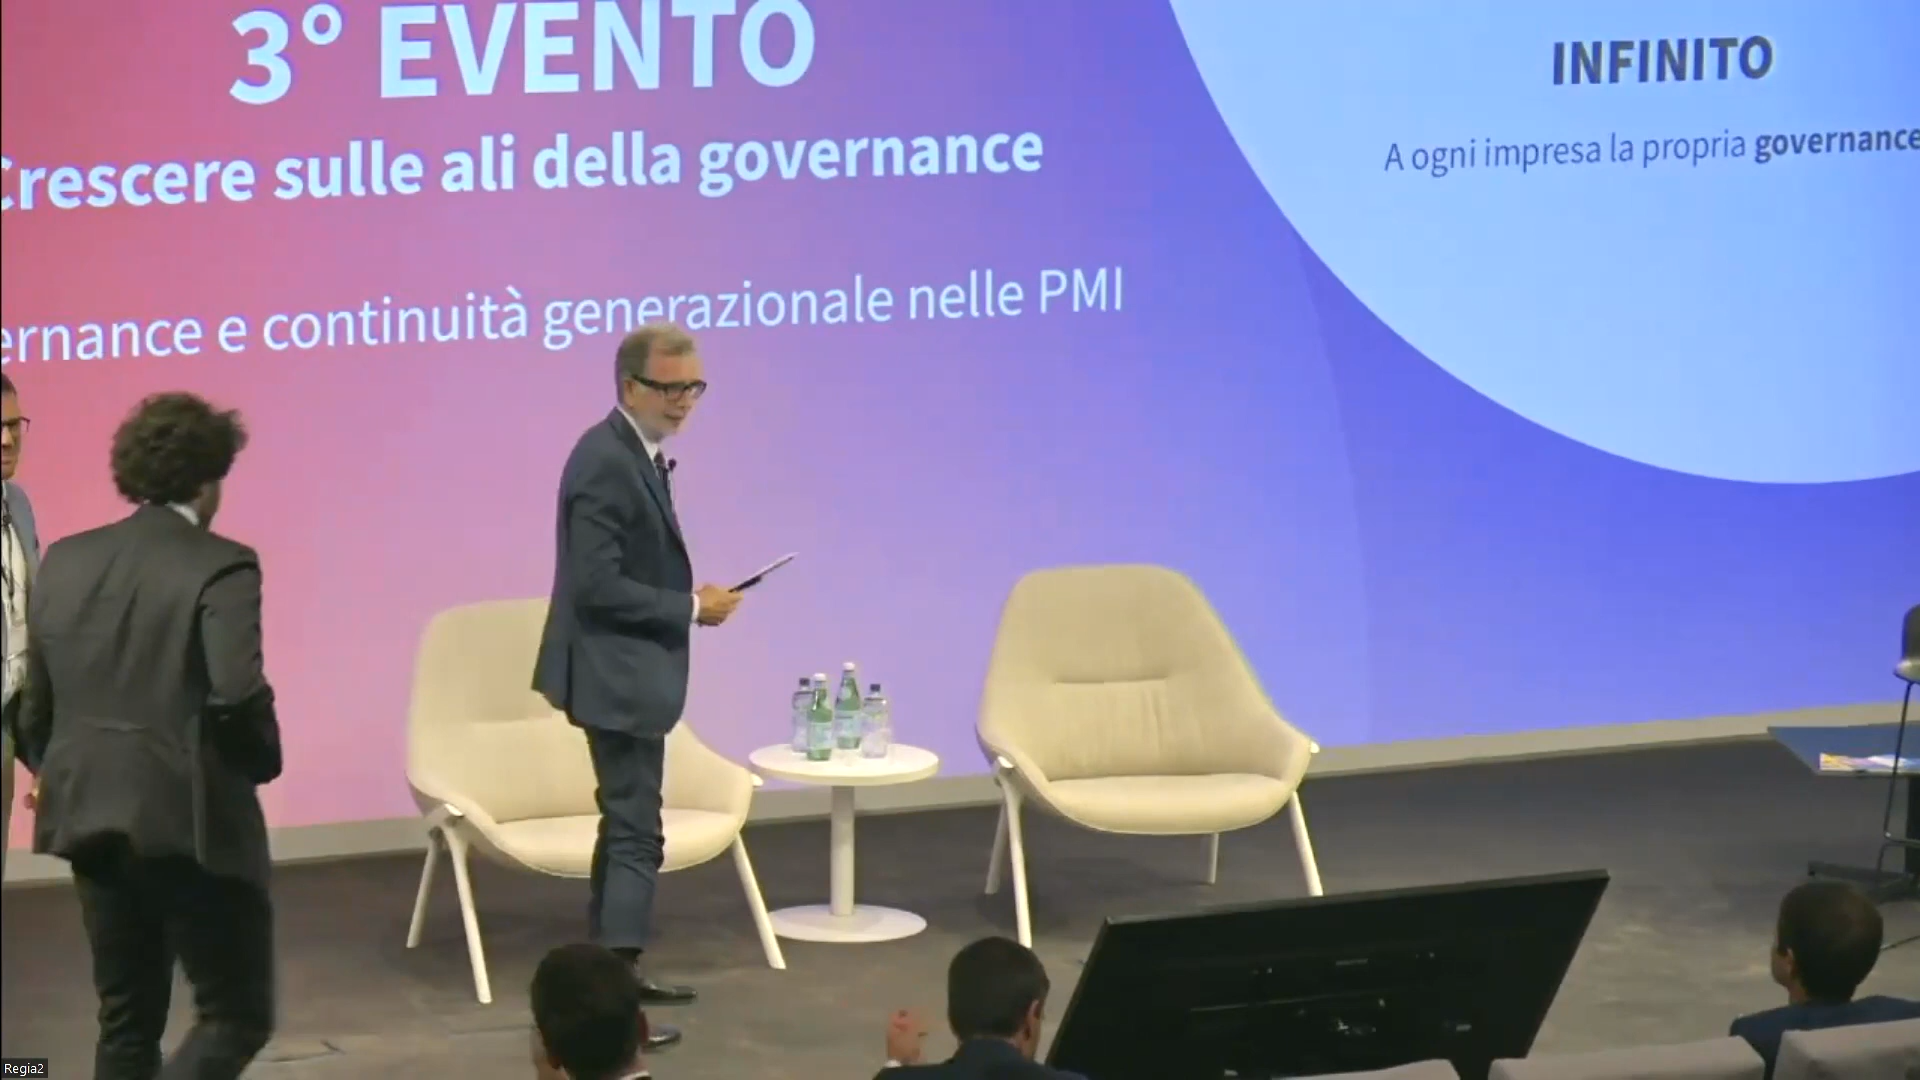 3° EVENTO
Crescere sulle ali della governance
ernance e continuità generazionale nelle PMI
INFINITO
A ogni impresa la propria governance
Regia2